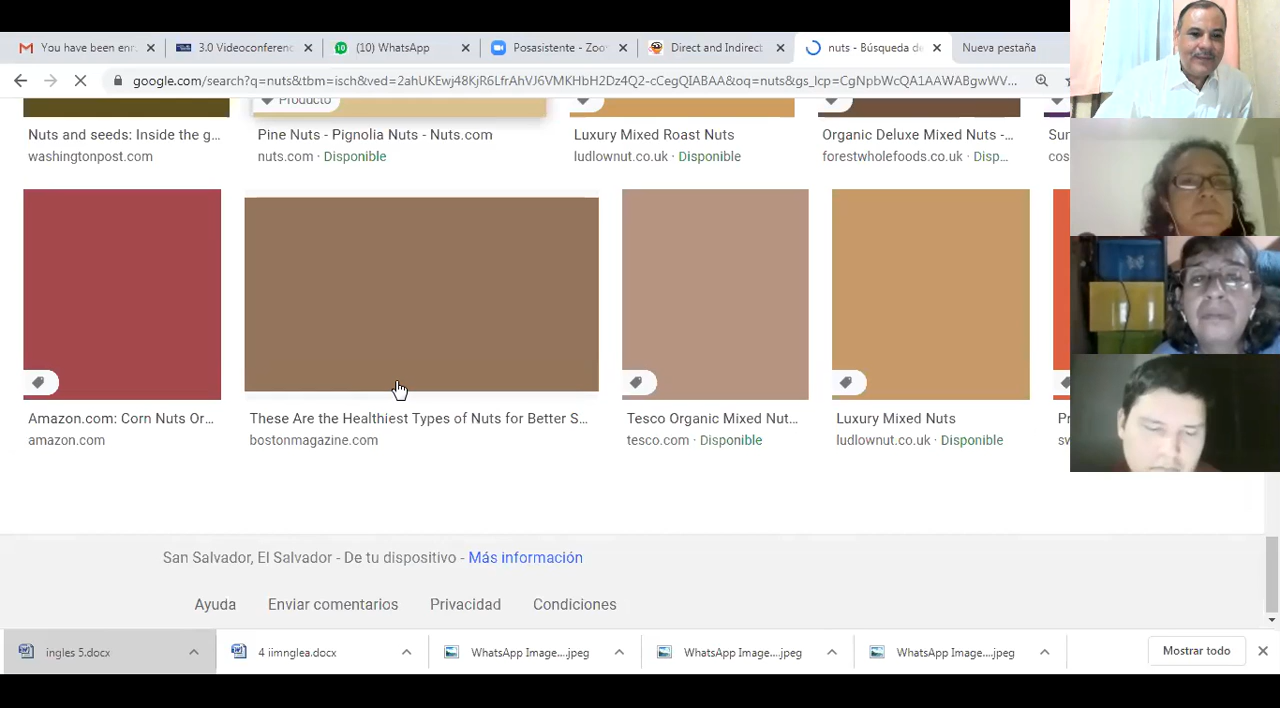 You have been enr
3.0 Videoconferenc
(10) WhatsApp
Posasistente - Zoo
Direct and Indirect
nuts - Búsqueda de
Nueva pestaña
google.com/search?q=nuts&tbm=isch&ved=2ahUKEwj48KjR6LfrAhVJ6VMKHbH2Dz4Q2-cCegQIABAA&oq=nuts&gs_lcp=CgNpbWcQA1AAWABgwWV...
Producto
Nuts and seeds: Inside the g...
Pine Nuts - Pignolia Nuts - Nuts.com
Luxury Mixed Roast Nuts
Organic Deluxe Mixed Nuts -...
Sur
washingtonpost.com
nuts.com · Disponible
ludlownut.co.uk · Disponible
forestwholefoods.co.uk · Disp...
cos
Amazon.com: Corn Nuts Or...
These Are the Healthiest Types of Nuts for Better S...
Tesco Organic Mixed Nut...
Luxury Mixed Nuts
Pr
amazon.com
bostonmagazine.com
tesco.com · Disponible
ludlownut.co.uk · Disponible
sw
San Salvador, El Salvador - De tu dispositivo - Más información
Ayuda
Enviar comentarios
Privacidad
Condiciones
ingles 5.docx
4 iimnglea.docx
WhatsApp Image....jpeg
WhatsApp Image....jpeg
WhatsApp Image....jpeg
Mostrar todo